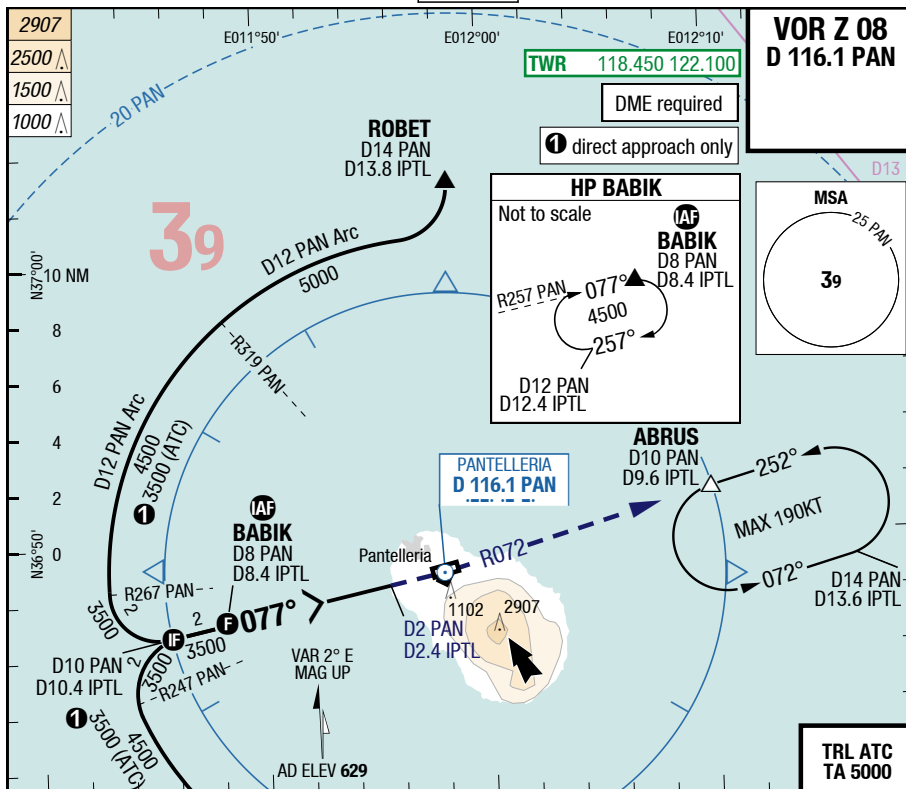 2907
2500
1500
1000
E011°50'
E012°00'
E012°10'
VOR Z 08
D 116.1 PAN
TWR 118.450 122.100
DME required
1 direct approach only
20 PAN
D13
ROBET
D14 PAN
D13.8 IPTL
39
D12 PAN Arc
5000
HP BABIK
Not to scale
IAF
BABIK
D8 PAN
D8.4 IPTL
R257 PAN
077°
4500
257°
D12 PAN
D12.4 IPTL
MSA
25 PAN
39
N37°00'
10 NM
8
6
4
2
0
N36°50'
R319 PAN
D12 PAN Arc
4500
1 3500 (ATC)
IAF
BABIK
D8 PAN
D8.4 IPTL
PANTELLERIA
D 116.1 PAN
ABRUS
D10 PAN
D9.6 IPTL
252°
MAX 190KT
072°
D14 PAN
D13.6 IPTL
Pantelleria
R072
R267 PAN
3500
2
IF
2
F
077°
3500
1102
2907
D2 PAN
D2.4 IPTL
D10 PAN
D10.4 IPTL
2
3500
R247 PAN
VAR 2° E
MAG UP
1 3500 (ATC)
4500
AD ELEV 629
TRL ATC
TA 5000